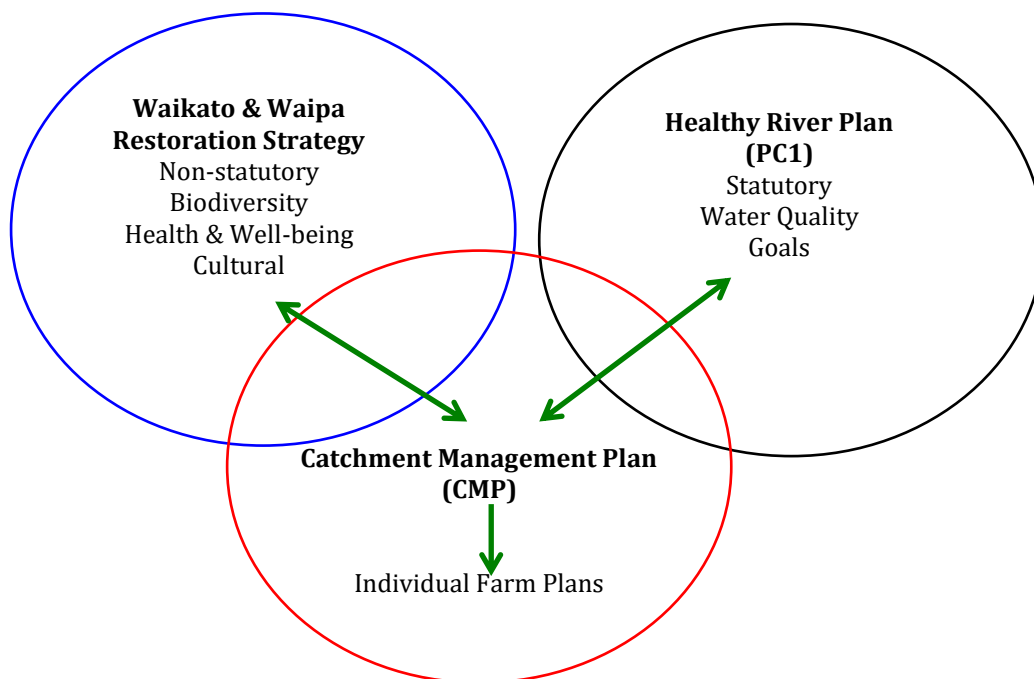 Waikato & Waipa
Restoration Strategy
Non-statutory
Biodiversity
Health & Well-being
Cultural
Healthy River Plan
(PC1)
Statutory
Water Quality
Goals
Catchment Management Plan
(CMP)
Individual Farm Plans